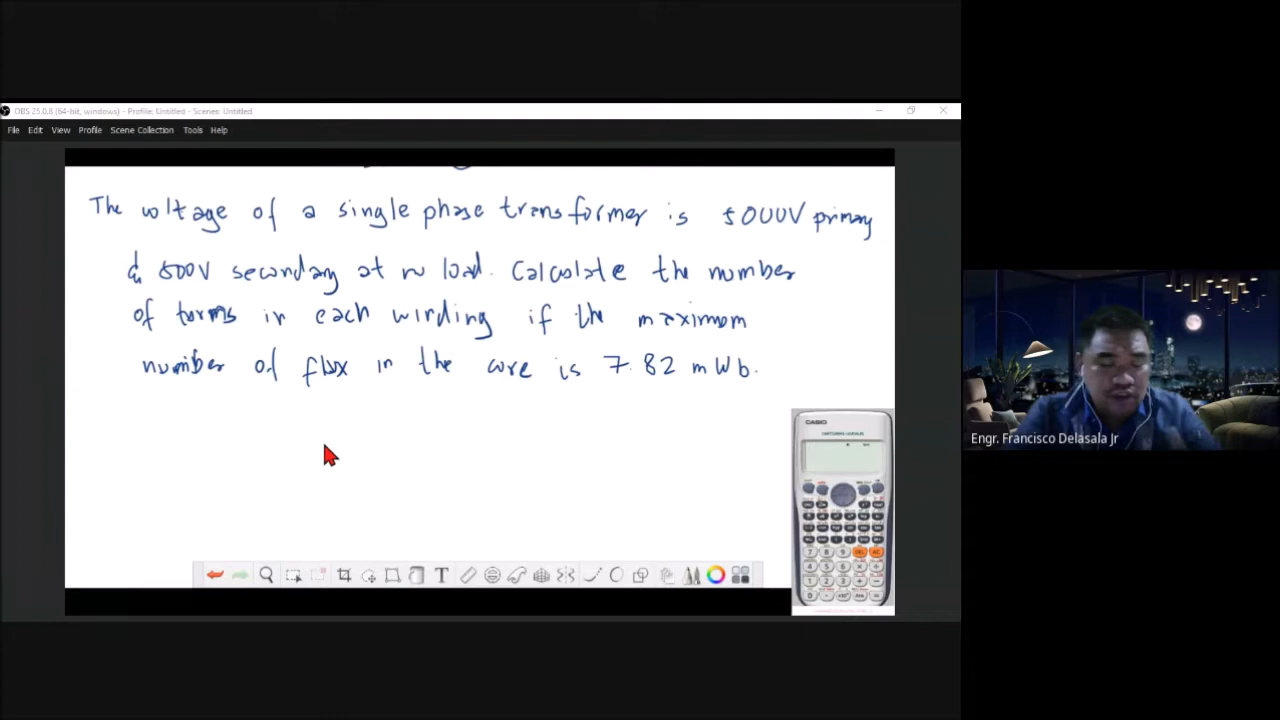 OBS 25.0.8 (64-bit, windows) - Profile: Untitled - Scenes: Untitled
File Edit View Profile Scene Collection Tools Help
The voltage of a single phase transformer is 5000V primary
& 500V secondary at no load. Calculate the number
of turns in each winding if the maximum
number of flux in the core is 7.82 mWb.
CASIO
Engr. Francisco Delasala Jr